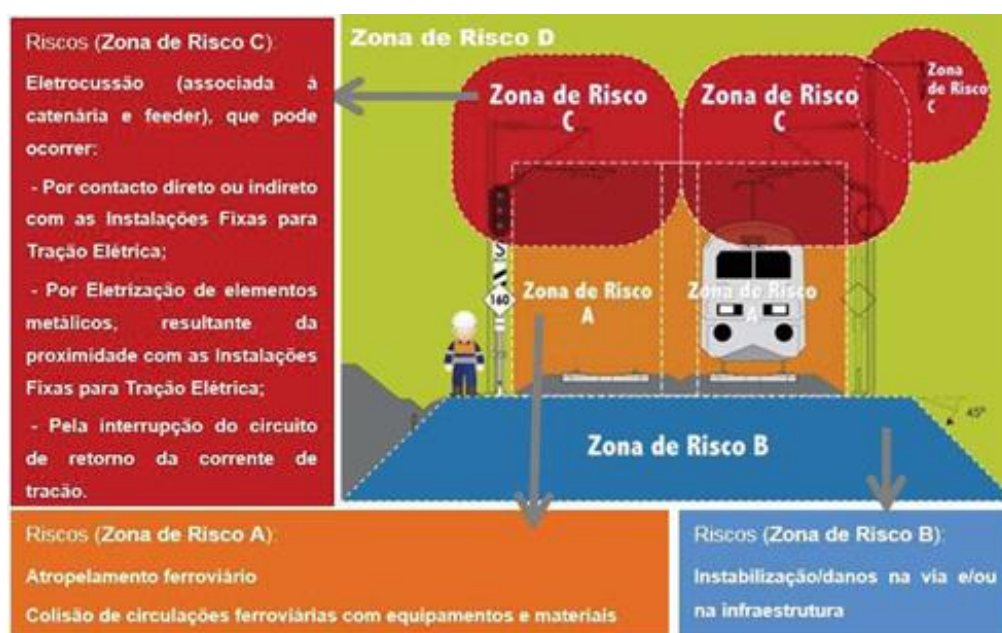 Riscos (Zona de Risco C):
Eletrocussão (associada à
catenária e feeder), que pode
ocorrer:
- Por contacto direto ou indireto
com as Instalações Fixas para
Tração Elétrica;
- Por Eletrização de elementos
metálicos, resultante da
proximidade com as Instalações
Fixas para Tração Elétrica;
- Pela interrupção do circuito
de retorno da corrente de
tração.
Zona de Risco D
Zona de Risco
C
Zona de Risco
C
Zona
de Risco
C
S
160
Zona de Risco
A
Zona de Risco
A
45º
Zona de Risco B
Riscos (Zona de Risco A):
Atropelamento ferroviário
Colisão de circulações ferroviárias com equipamentos e materiais
Riscos (Zona de Risco B):
Instabilização/danos na via e/ou
na infraestrutura